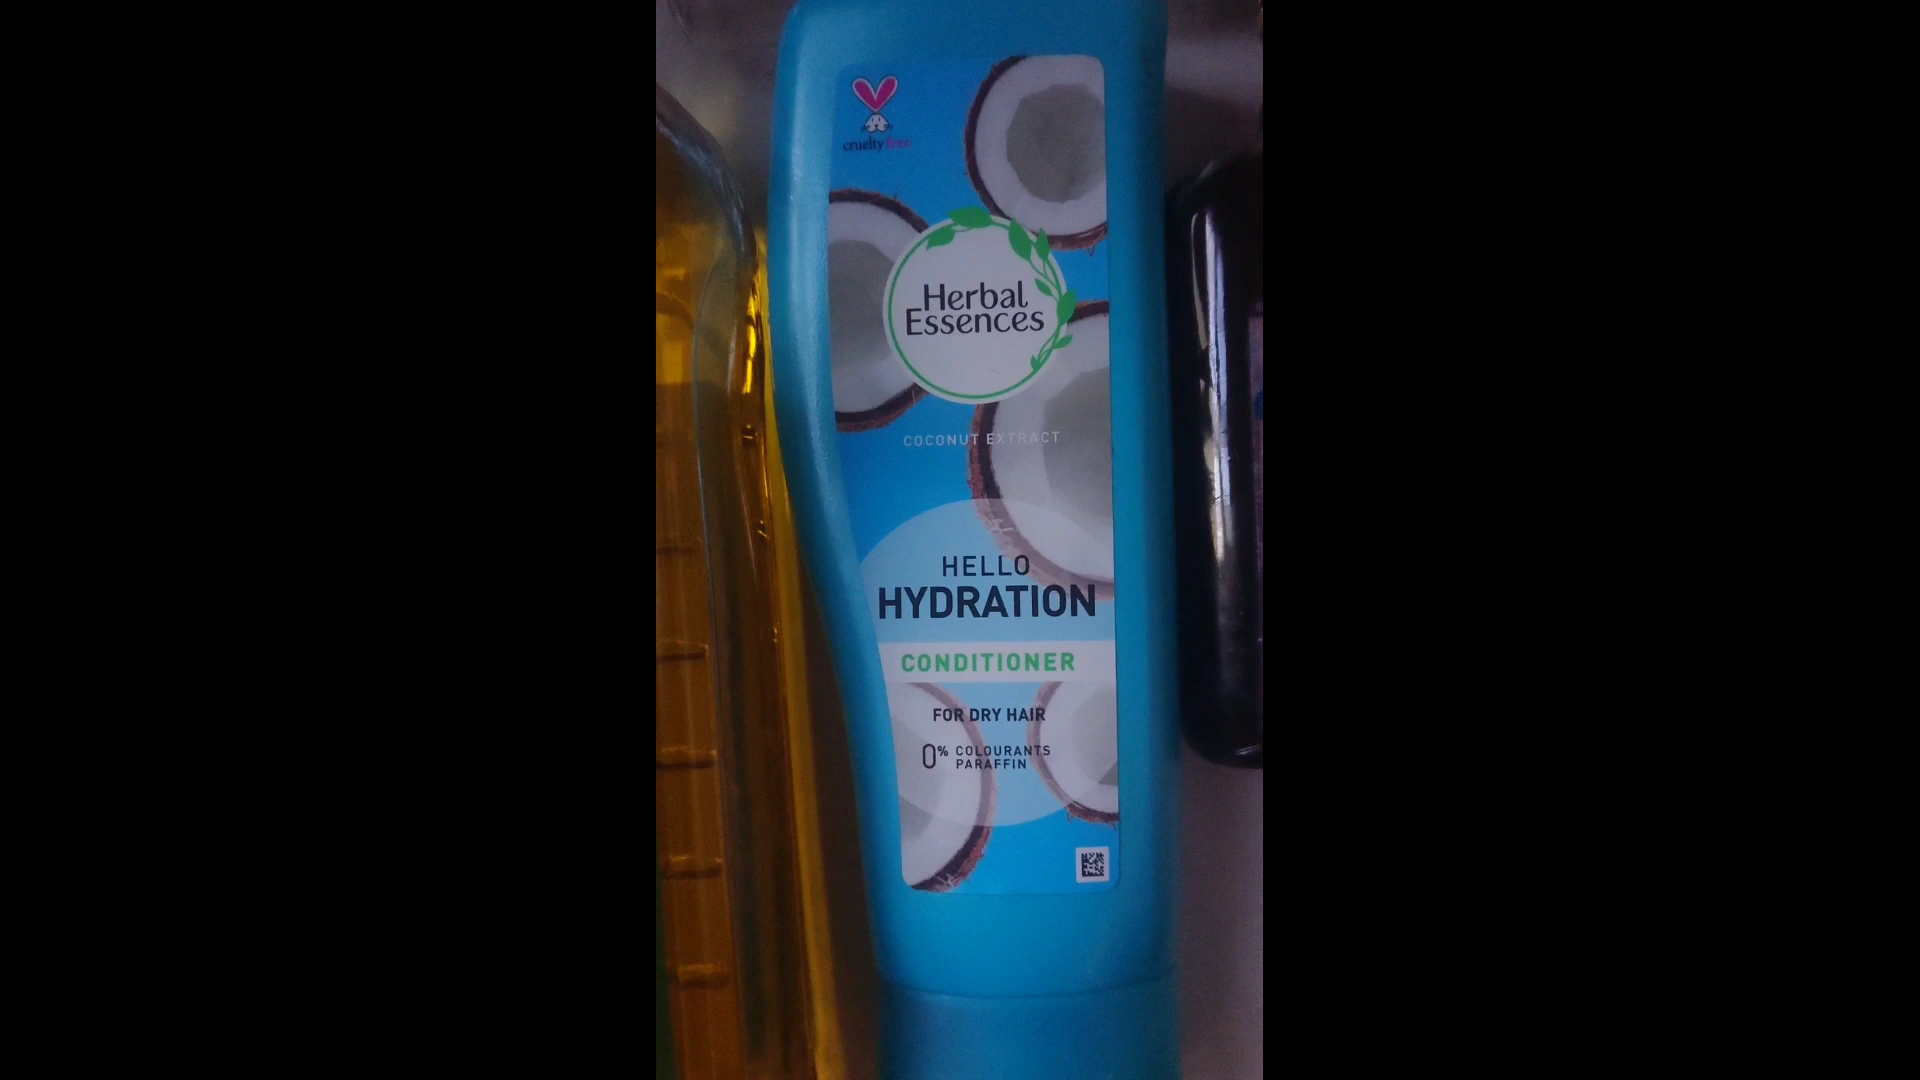 cruelty free
Herbal
Essences
COCONUT EXTRACT
HELLO
HYDRATION
CONDITIONER
FOR DRY HAIR
0% COLOURANTS
PARAFFIN